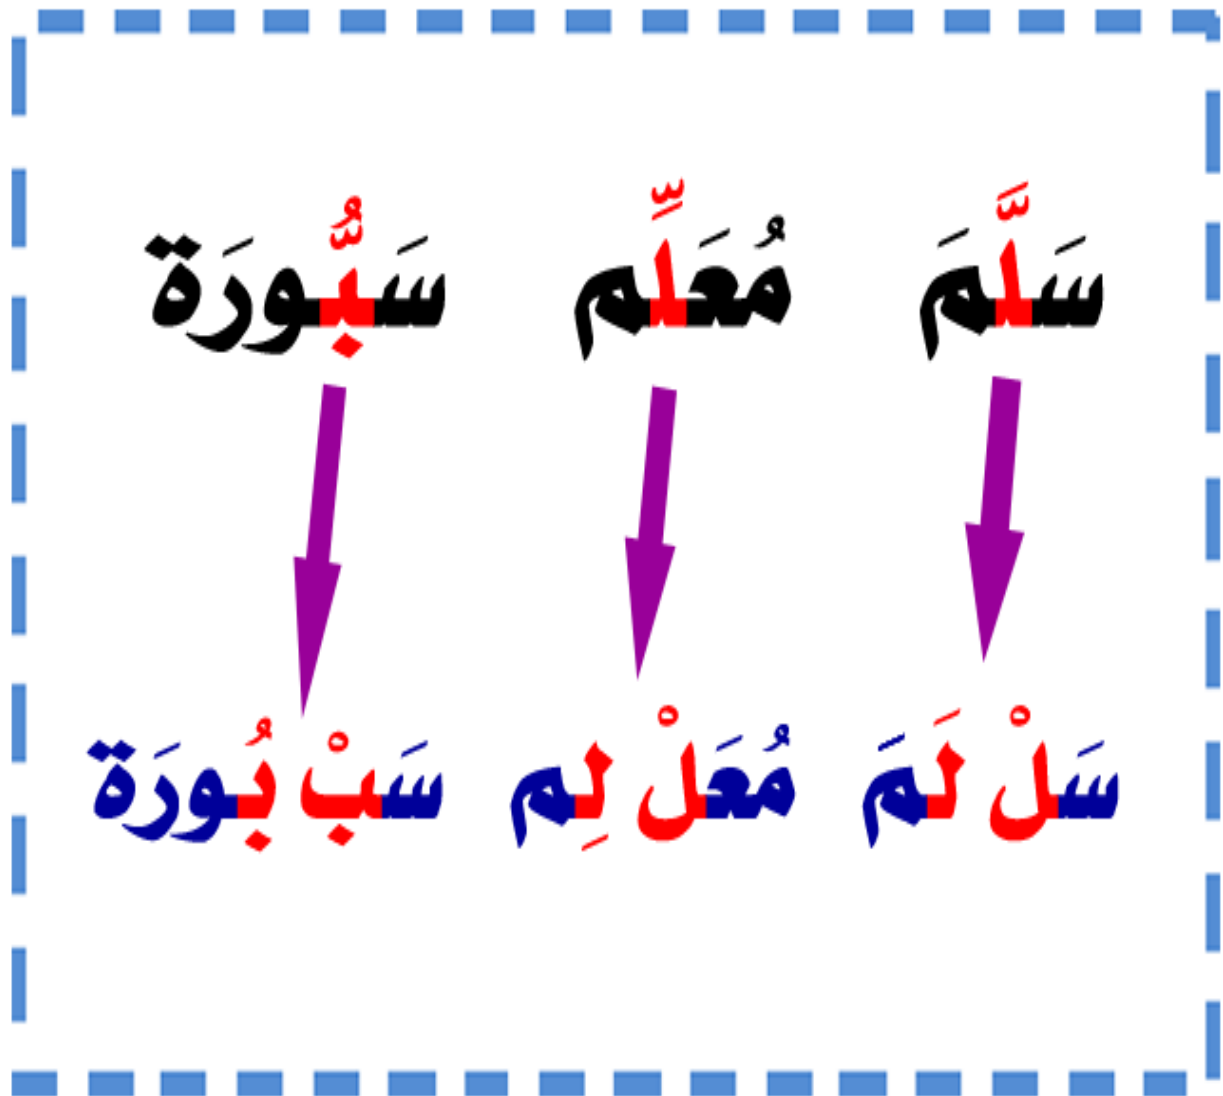 سَلَّمَ مُعَلِّم سَبُّورَة
سَلْ لَمَ مُعَلْ لِم سَبْ بُورَة